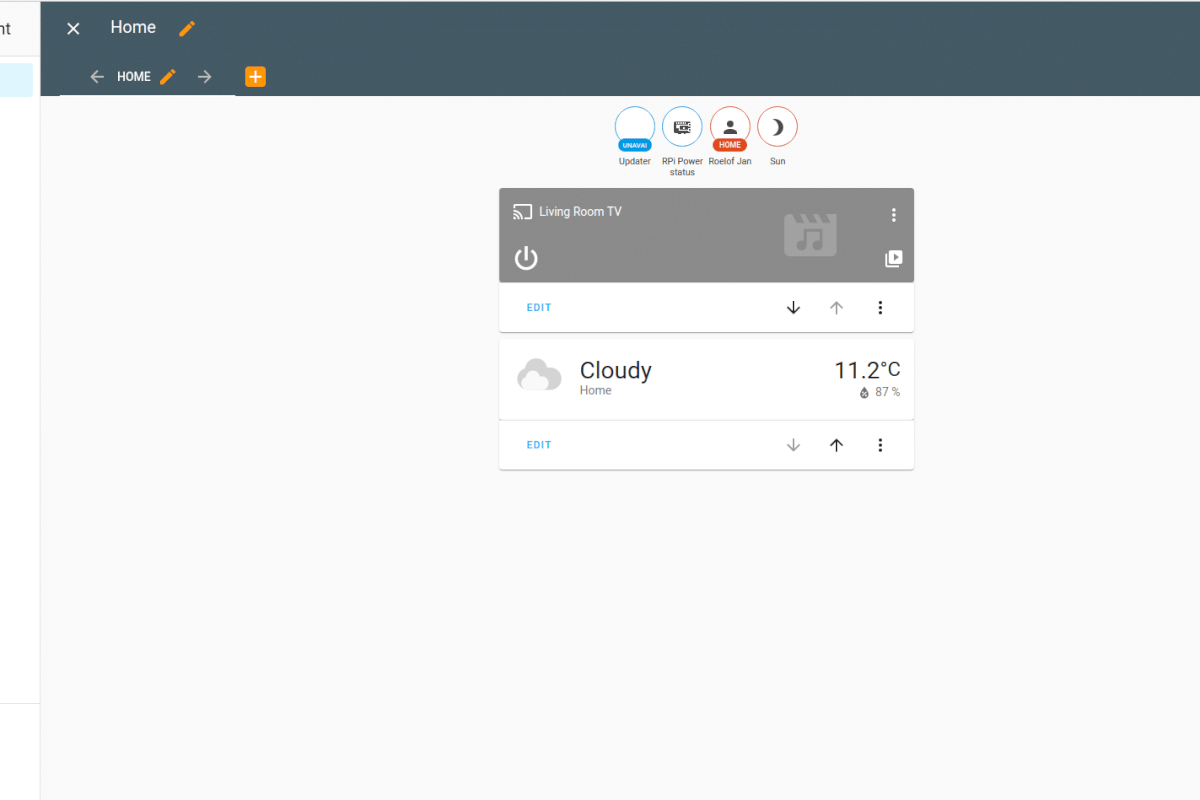 nt
Home
HOME
UNAVAI
HOME
Updater
RPi Power
status
Roelof Jan
Sun
Living Room TV
EDIT
Cloudy
11.2°C
Home
87 %
EDIT